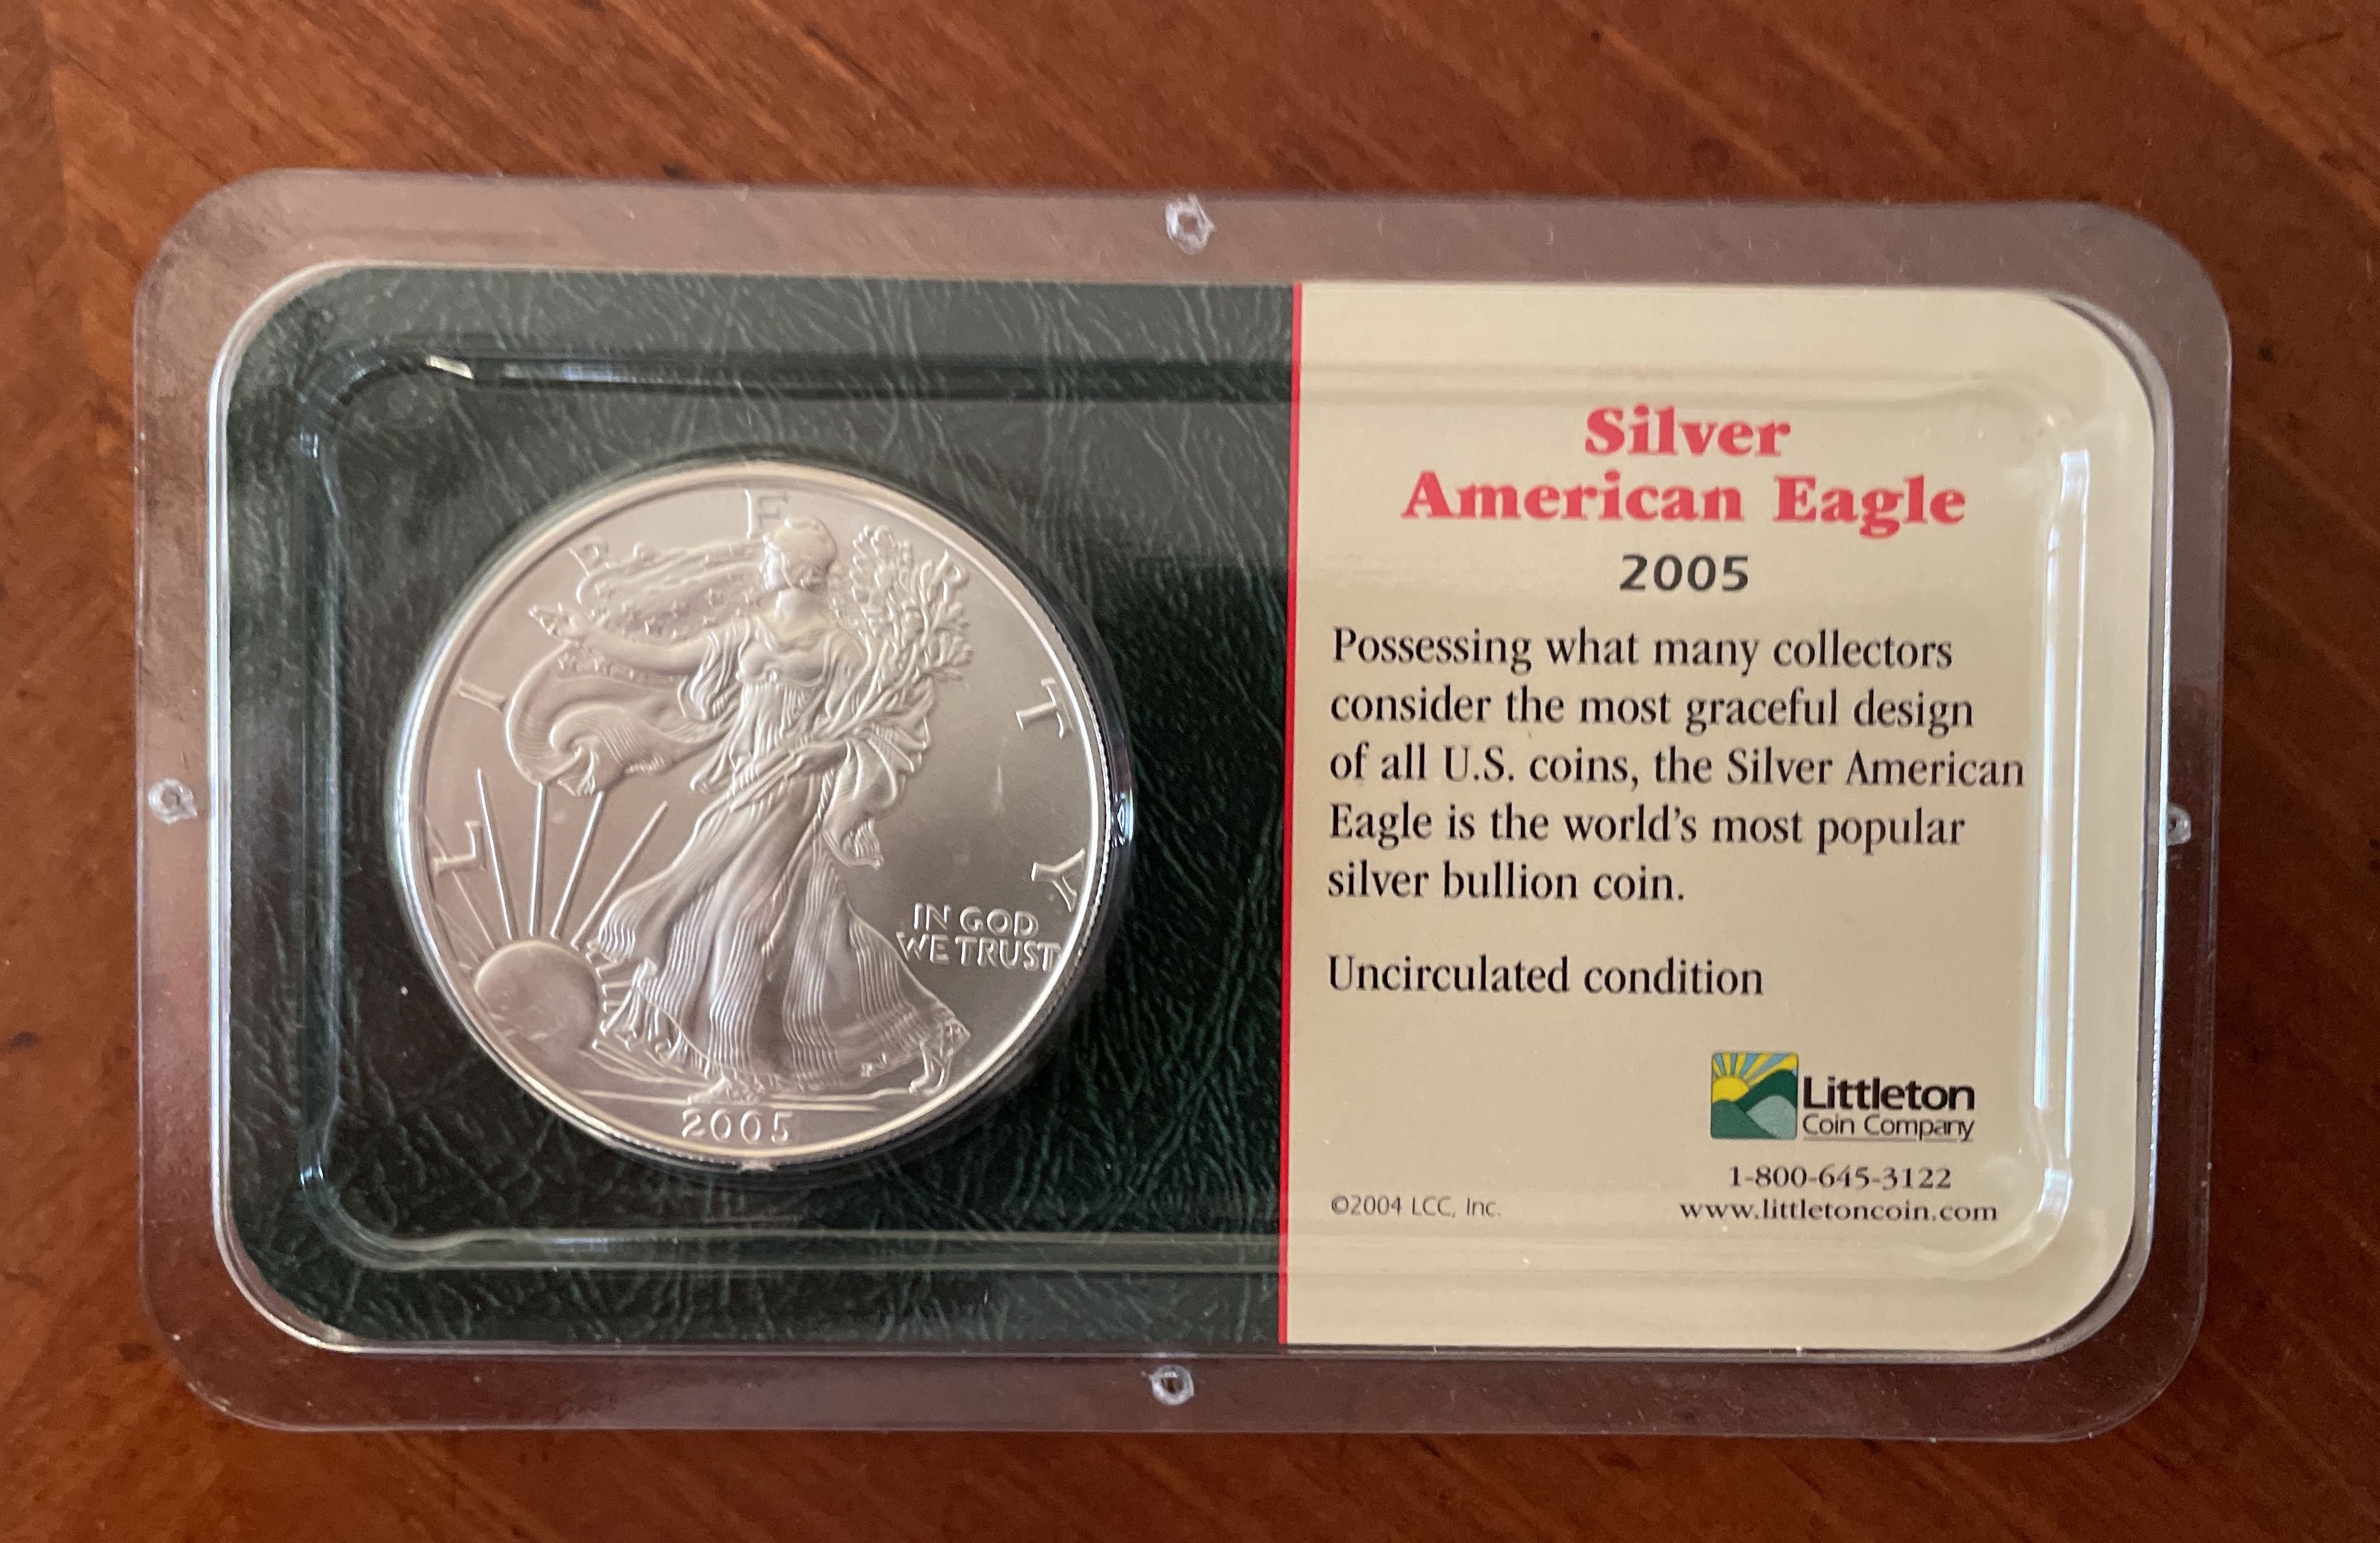 LIBERTY
IN GOD
WE TRUST
2005
Silver
American Eagle
2005
Possessing what many collectors
consider the most graceful design
of all U.S. coins, the Silver American
Eagle is the world's most popular
silver bullion coin.
Uncirculated condition
Littleton
Coin Company
1-800-645-3122
©2004 LCC, Inc.
www.littletoncoin.com